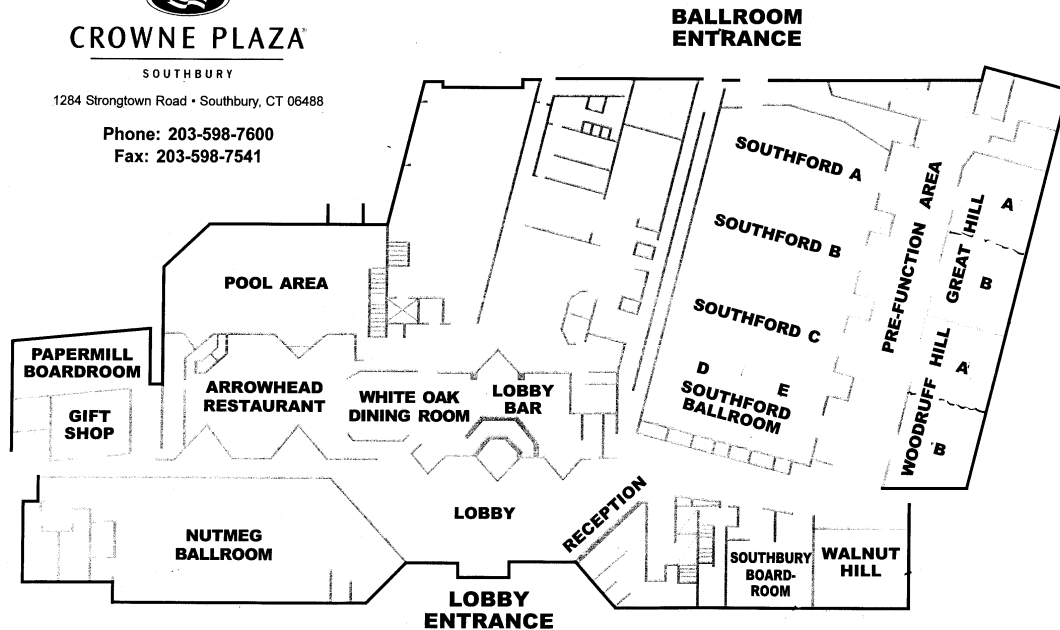 CROWNE PLAZA
SOUTHBURY
1284 Strongtown Road • Southbury, CT 06488
Phone: 203-598-7600
Fax: 203-598-7541
BALLROOM
ENTRANCE
SOUTHFORD A
SOUTHFORD B
SOUTHFORD C
D
E
SOUTHFORD
BALLROOM
PRE-FUNCTION AREA
GREAT HILL
A
B
WOODRUFF HILL
A
B
POOL AREA
PAPERMILL
BOARDROOM
GIFT
SHOP
ARROWHEAD
RESTAURANT
WHITE OAK
DINING ROOM
LOBBY
BAR
LOBBY
RECEPTION
NUTMEG
BALLROOM
SOUTHBURY
BOARD-
ROOM
WALNUT
HILL
LOBBY
ENTRANCE